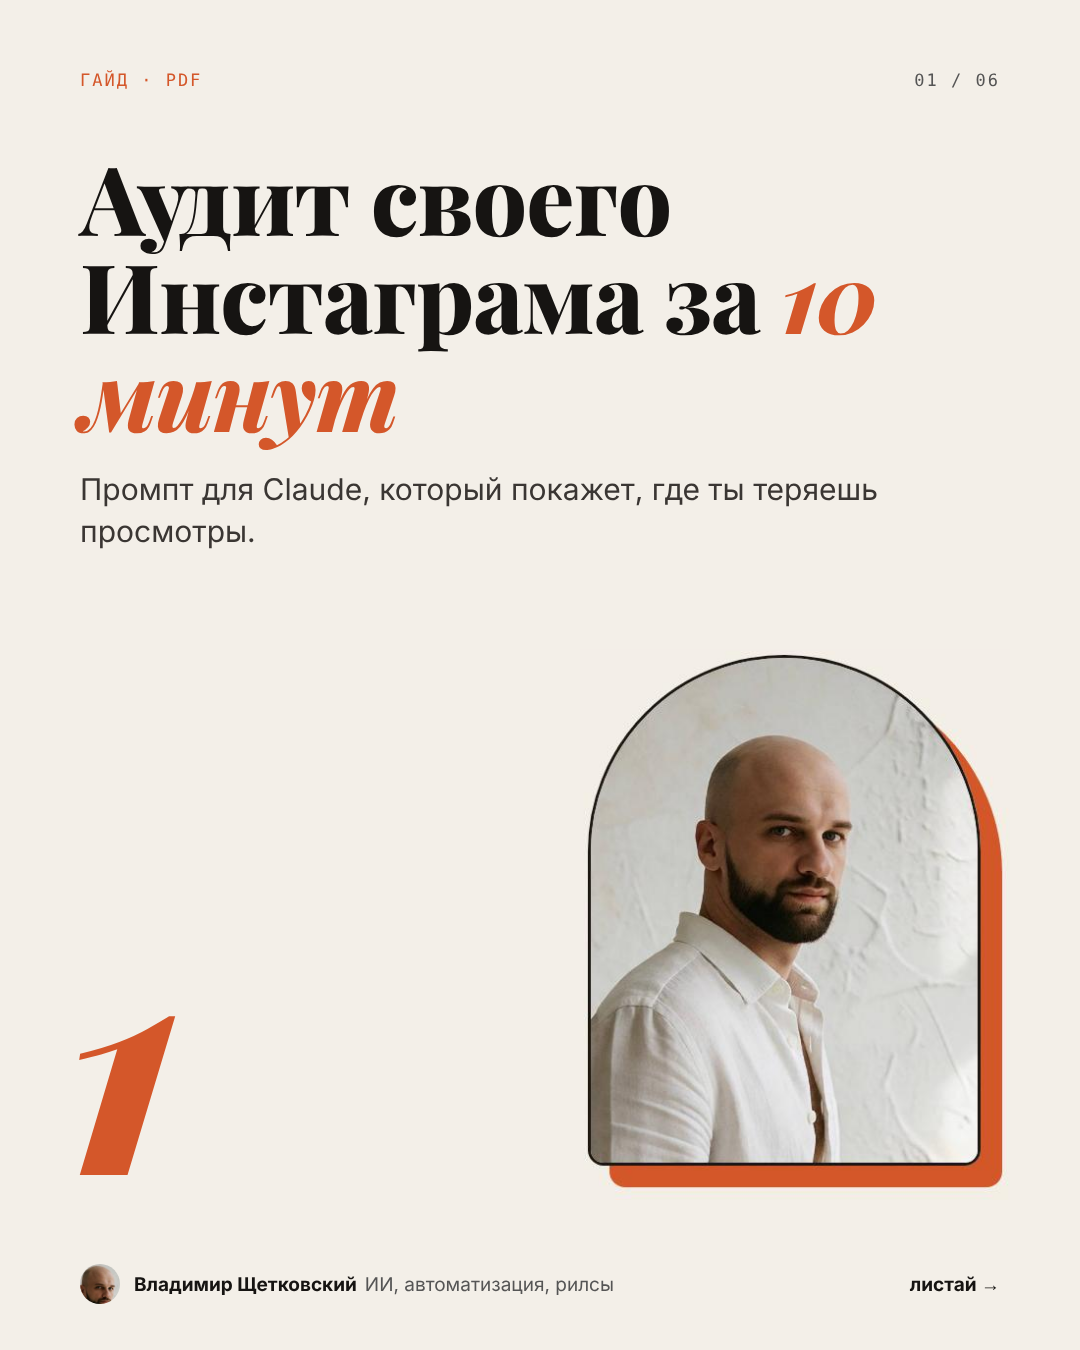 ГАЙД · PDF
01 / 06
Аудит своего
Инстаграма за 10
минут
Промпт для Claude, который покажет, где ты теряешь
просмотры.
1
Владимир Щетковский ИИ, автоматизация, рилсы
листай →